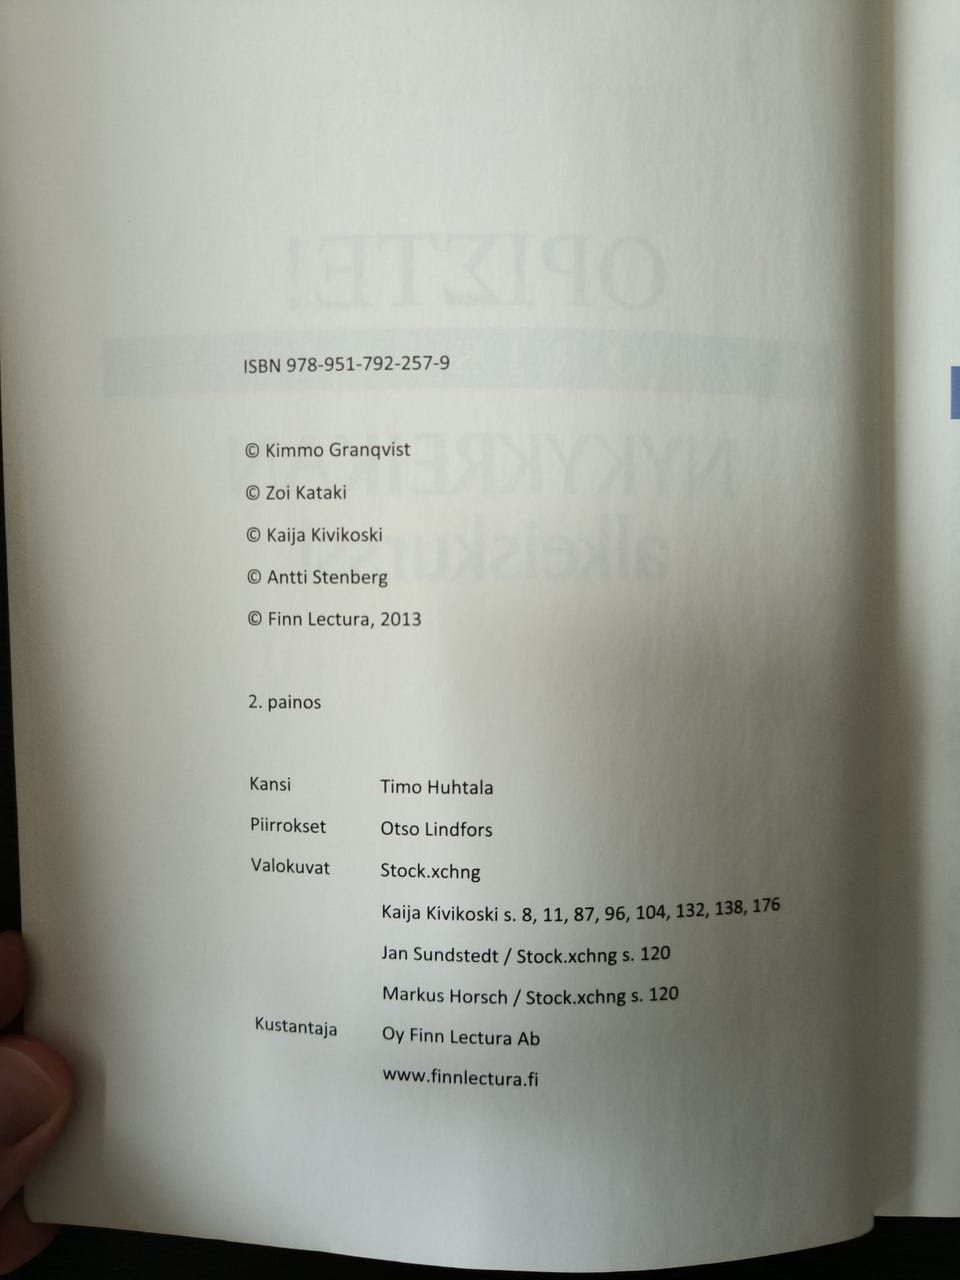 ISBN 978-951-792-257-9
© Kimmo Granqvist
© Zoi Kataki
© Kaija Kivikoski
© Antti Stenberg
© Finn Lectura, 2013
2. painos
Kansi Timo Huhtala
Piirrokset Otso Lindfors
Valokuvat Stock.xchng
Kaija Kivikoski s. 8, 11, 87, 96, 104, 132, 138, 176
Jan Sundstedt / Stock.xchng s. 120
Markus Horsch / Stock.xchng s. 120
Kustantaja Oy Finn Lectura Ab
www.finnlectura.fi